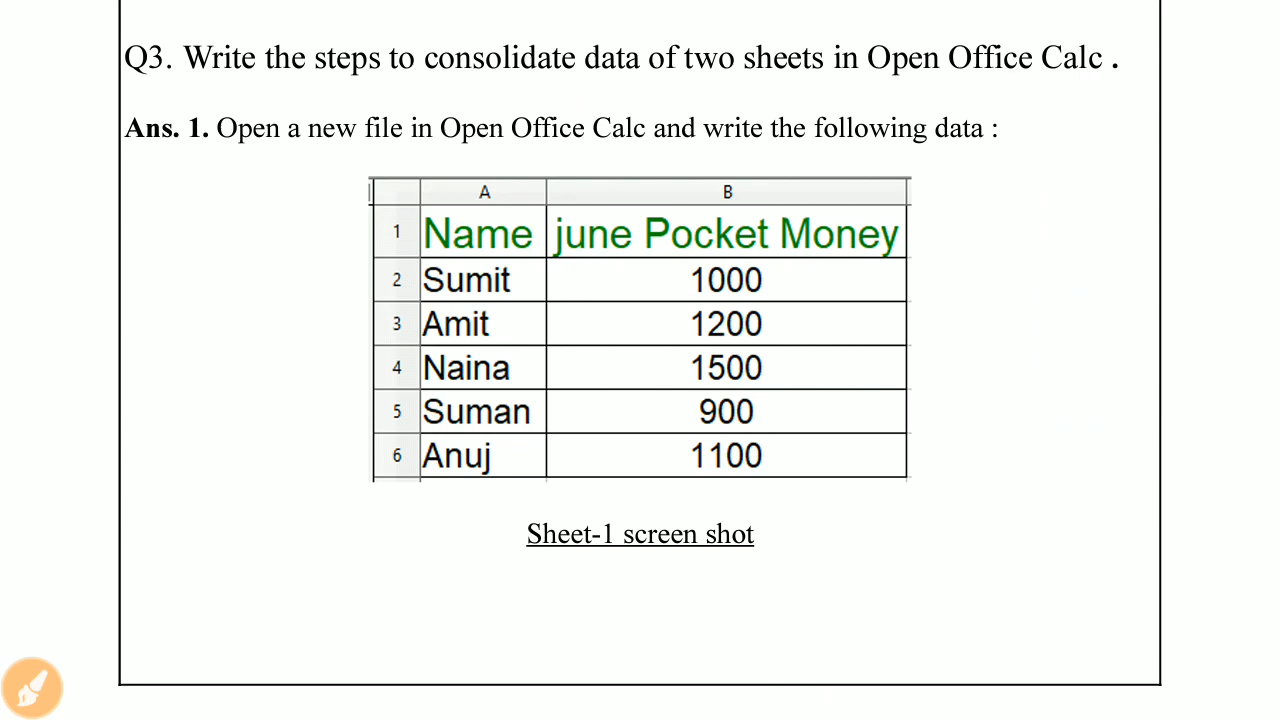 Q3. Write the steps to consolidate data of two sheets in Open Office Calc .
Ans. 1. Open a new file in Open Office Calc and write the following data :
A B
1 Name june Pocket Money
2 Sumit 1000
3 Amit 1200
4 Naina 1500
5 Suman 900
6 Anuj 1100
Sheet-1 screen shot